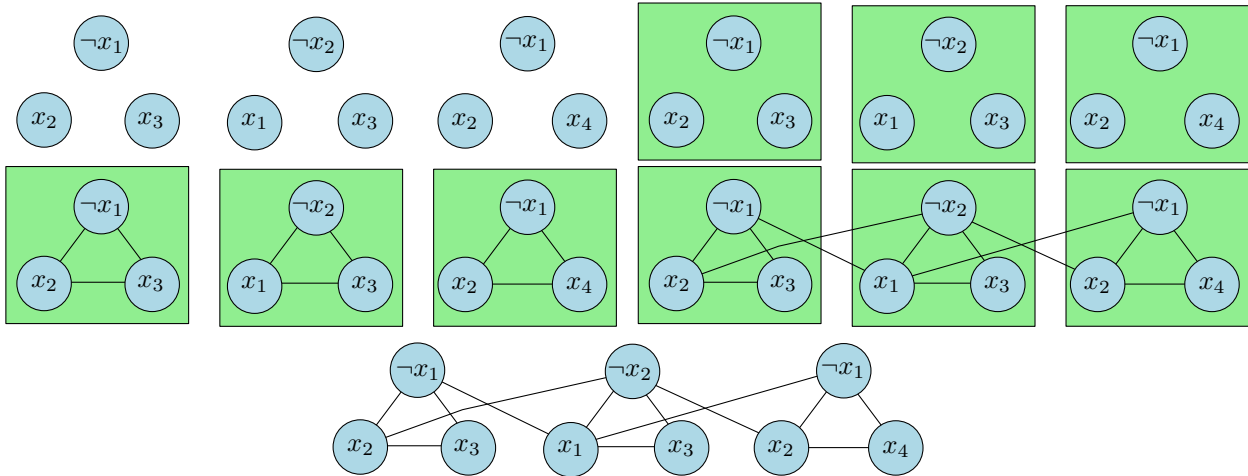 ¬x₁ ¬x₂ ¬x₁ ¬x₁ ¬x₂ ¬x₁
x₂ x₃ x₁ x₃ x₂ x₄ x₂ x₃ x₁ x₃ x₂ x₄
¬x₁ ¬x₂ ¬x₁ ¬x₁ ¬x₂ ¬x₁
x₂ x₃ x₁ x₃ x₂ x₄ x₂ x₃ x₁ x₃ x₂ x₄
¬x₁ ¬x₂ ¬x₁
x₂ x₃ x₁ x₃ x₂ x₄